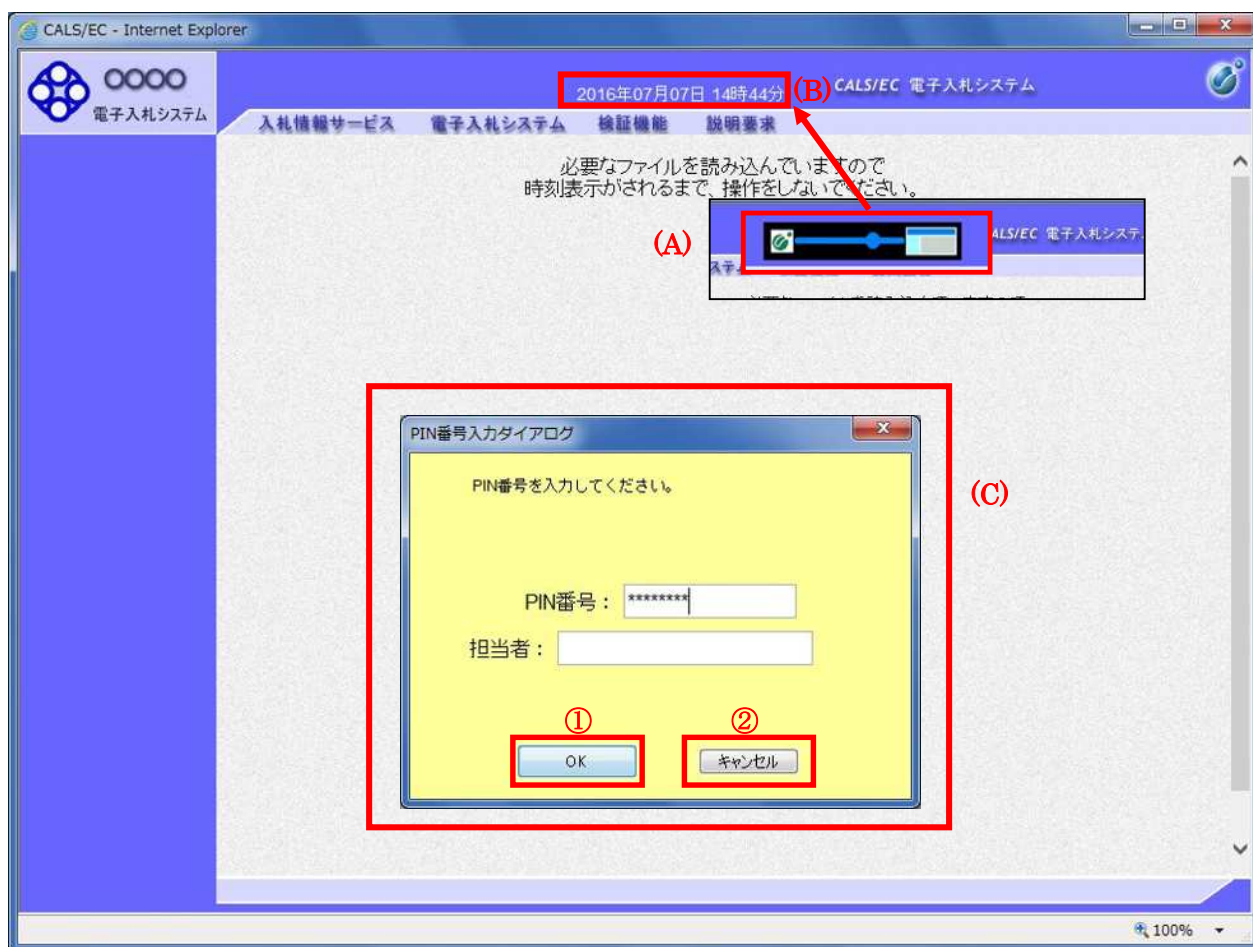 CALS/EC - Internet Explorer
〇〇〇〇
電子入札システム
2016年07月07日 14時44分
(B)
CALS/EC 電子入札システム
入札情報サービス 電子入札システム 検証機能 説明要求
必要なファイルを読み込んでいますので
時刻表示がされるまで、操作をしないでください。
(A)
ALS/EC 電子入札システ
ステ
PIN番号入力ダイアログ
PIN番号を入力してください。
(C)
PIN番号: ********
担当者:
① ②
OK キャンセル
100%